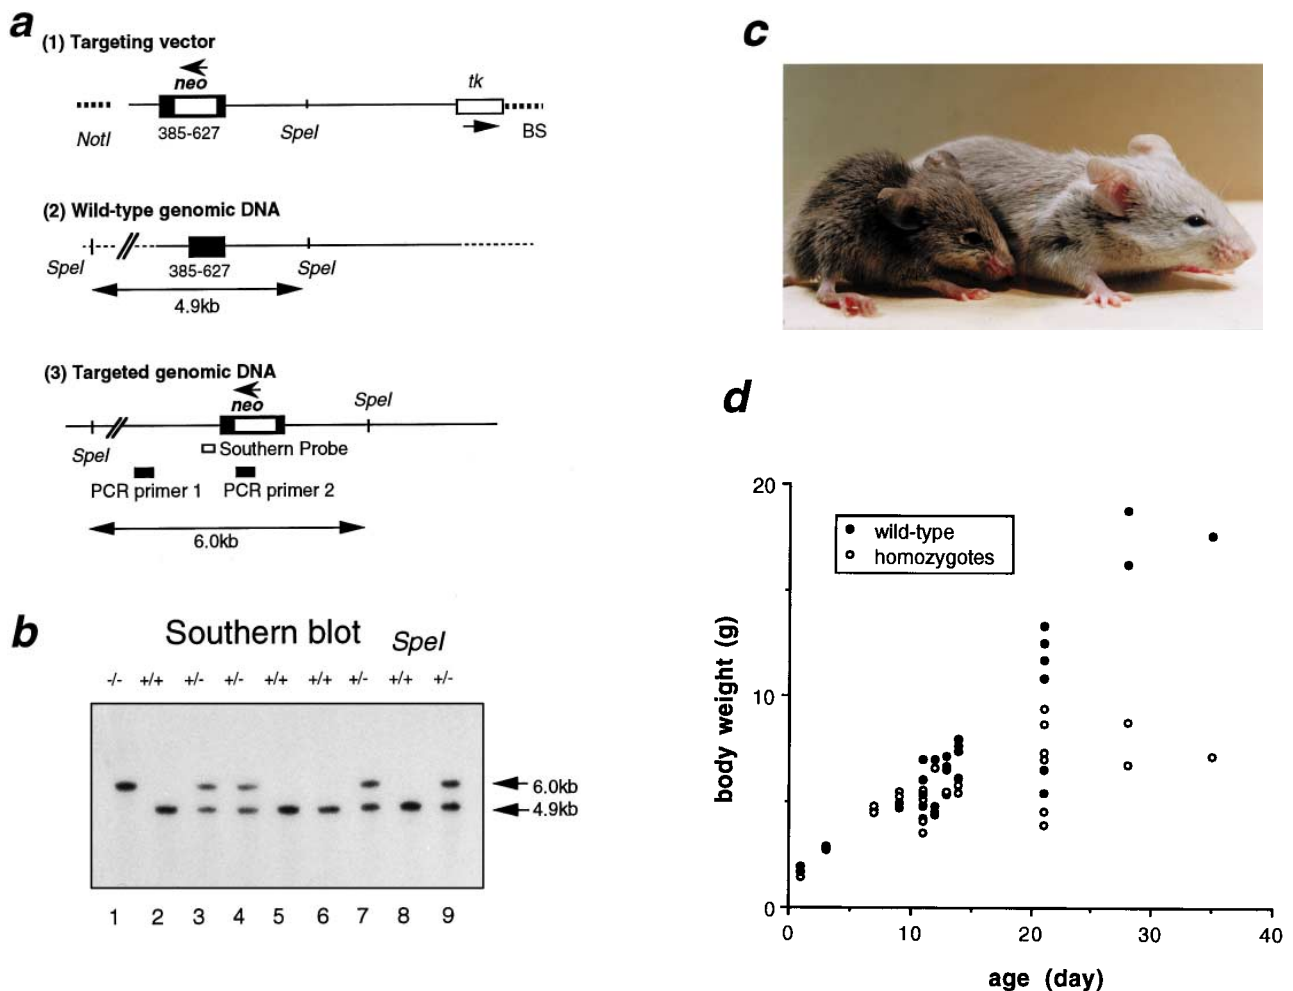 a
(1) Targeting vector
neo
tk
NotI
385-627
SpeI
BS
(2) Wild-type genomic DNA
SpeI
385-627
SpeI
4.9kb
(3) Targeted genomic DNA
neo
SpeI
SpeI
Southern Probe
PCR primer 1 PCR primer 2
6.0kb
b
Southern blot SpeI
-/- +/+ +/- +/- +/+ +/+ +/- +/+ +/-
6.0kb
4.9kb
1 2 3 4 5 6 7 8 9
c
d
20
wild-type
homozygotes
body weight (g)
10
0
0 10 20 30 40
age (day)